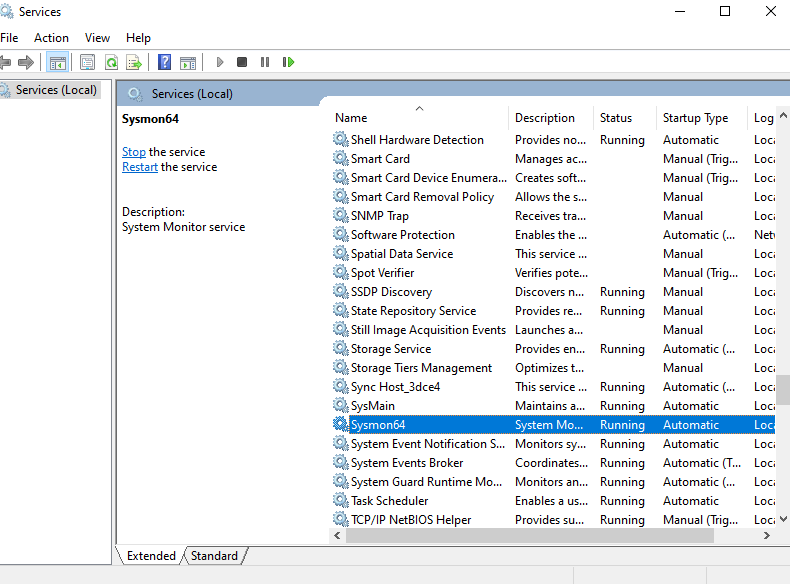 Services
File Action View Help
Services (Local)
Services (Local)
Sysmon64
Stop the service
Restart the service
Description:
System Monitor service
Name Description Status Startup Type Log
Shell Hardware Detection Provides no... Running Automatic Loca
Smart Card Manages ac... Manual (Trig... Loca
Smart Card Device Enumera... Creates soft... Manual (Trig... Loca
Smart Card Removal Policy Allows the s... Manual Loca
SNMP Trap Receives tra... Manual Loca
Software Protection Enables the ... Automatic (... Netw
Spatial Data Service This service ... Manual Loca
Spot Verifier Verifies pote... Manual (Trig... Loca
SSDP Discovery Discovers n... Running Manual Loca
State Repository Service Provides re... Running Manual Loca
Still Image Acquisition Events Launches a... Manual Loca
Storage Service Provides en... Running Automatic (... Loca
Storage Tiers Management Optimizes t... Manual Loca
Sync Host_3dce4 This service ... Running Automatic (... Loca
SysMain Maintains a... Running Automatic Loca
Sysmon64 System Mo... Running Automatic Loca
System Event Notification S... Monitors sy... Running Automatic Loca
System Events Broker Coordinates... Running Automatic (T... Loca
System Guard Runtime Mo... Monitors an... Running Automatic (... Loca
Task Scheduler Enables a us... Running Automatic Loca
TCP/IP NetBIOS Helper Provides su... Running Manual (Trig... Loca
Extended Standard